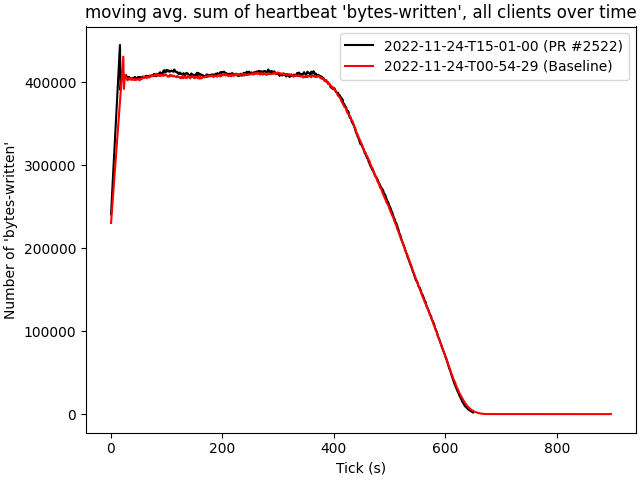 moving avg. sum of heartbeat 'bytes-written', all clients over time
2022-11-24-T15-01-00 (PR #2522)
2022-11-24-T00-54-29 (Baseline)
Number of 'bytes-written'
400000
300000
200000
100000
0
0 200 400 600 800
Tick (s)